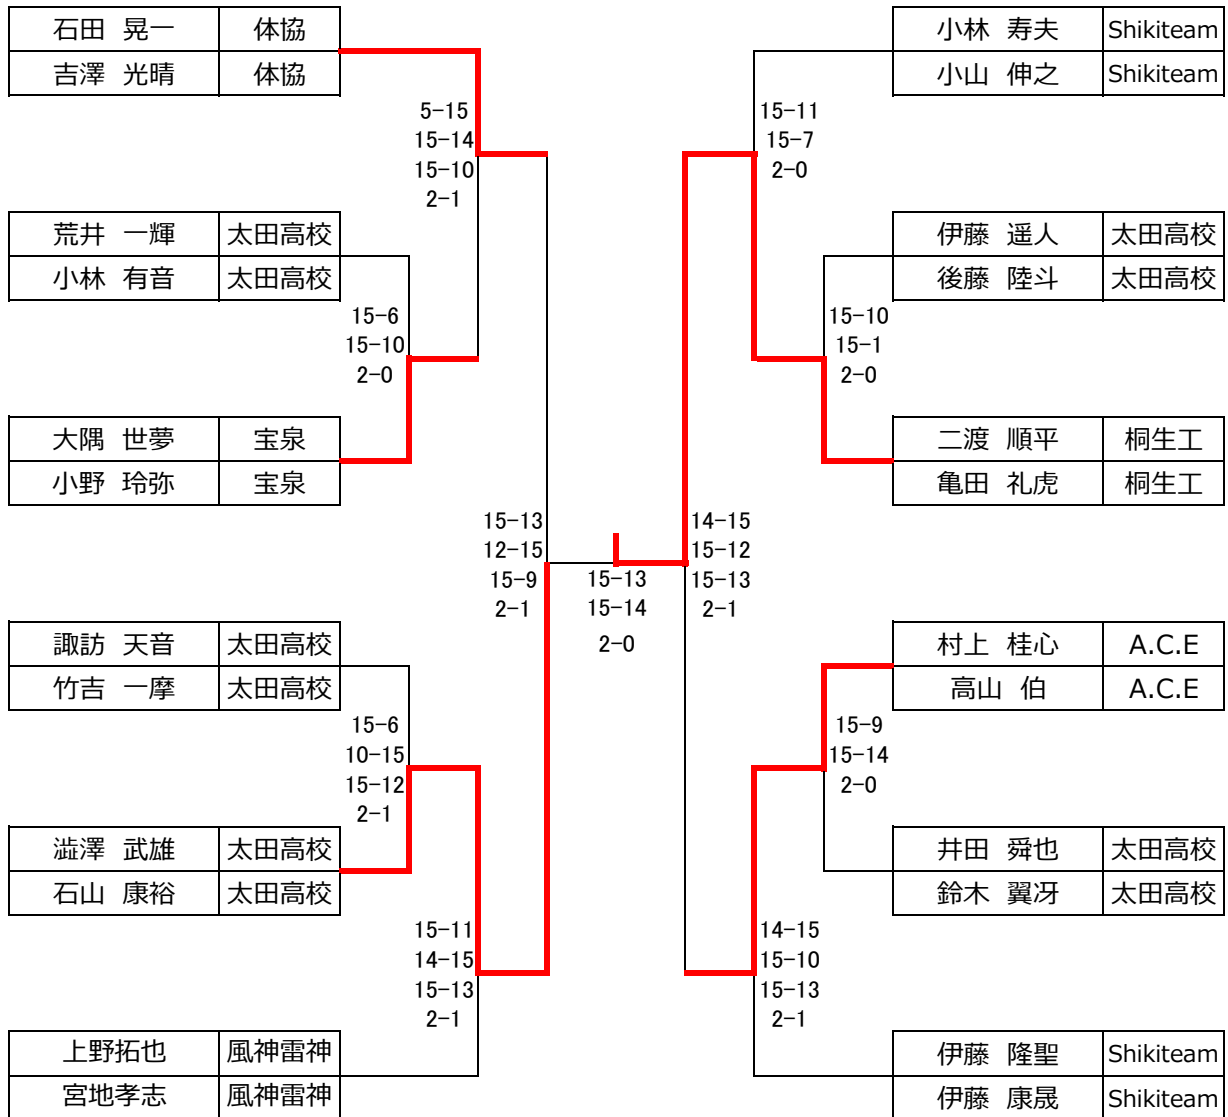 石田 晃一 体協
吉澤 光晴 体協
5-15
15-14
15-10
2-1
荒井 一輝 太田高校
小林 有音 太田高校
15-6
15-10
2-0
大隅 世夢 宝泉
小野 玲弥 宝泉
15-13
12-15
15-9
2-1
諏訪 天音 太田高校
竹吉 一摩 太田高校
15-6
10-15
15-12
2-1
澁澤 武雄 太田高校
石山 康裕 太田高校
15-11
14-15
15-13
2-1
上野拓也 風神雷神
宮地孝志 風神雷神
15-13
15-14
2-0
小林 寿夫 Shikiteam
小山 伸之 Shikiteam
15-11
15-7
2-0
伊藤 遥人 太田高校
後藤 陸斗 太田高校
15-10
15-1
2-0
二渡 順平 桐生工
亀田 礼虎 桐生工
14-15
15-12
15-13
2-1
村上 桂心 A.C.E
高山 伯 A.C.E
15-9
15-14
2-0
井田 舜也 太田高校
鈴木 翼冴 太田高校
14-15
15-10
15-13
2-1
伊藤 隆聖 Shikiteam
伊藤 康晟 Shikiteam